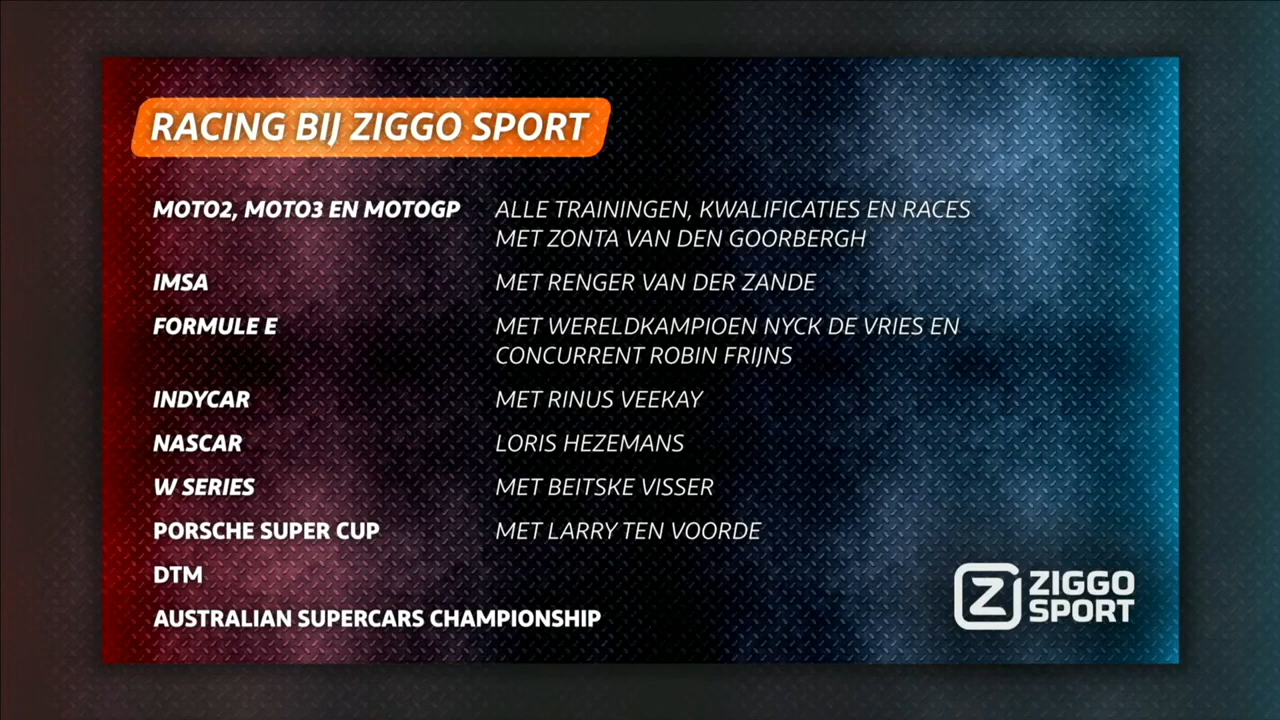 RACING BIJ ZIGGO SPORT
MOTO2, MOTO3 EN MOTOGP ALLE TRAININGEN, KWALIFICATIES EN RACES
MET ZONTA VAN DEN GOORBERGH
IMSA MET RENGER VAN DER ZANDE
FORMULE E MET WERELDKAMPIOEN NYCK DE VRIES EN
CONCURRENT ROBIN FRIJNS
INDYCAR MET RINUS VEEKAY
NASCAR LORIS HEZEMANS
W SERIES MET BEITSKE VISSER
PORSCHE SUPER CUP MET LARRY TEN VOORDE
DTM
AUSTRALIAN SUPERCARS CHAMPIONSHIP
Z ZIGGO
SPORT